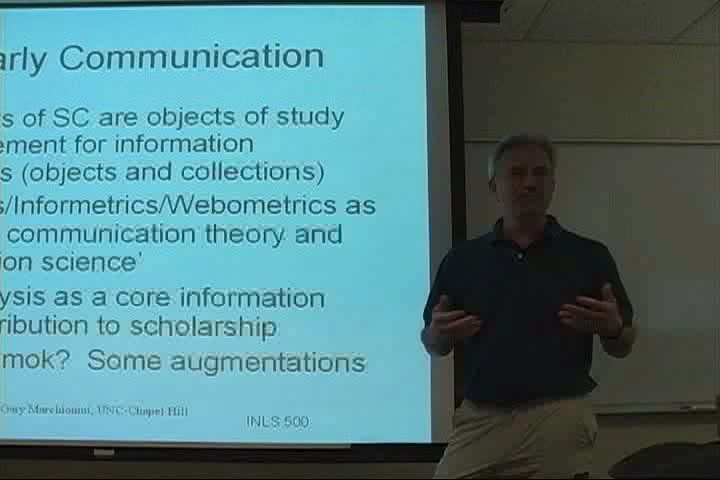 arly Communication
s of SC are objects of study
ement for information
s (objects and collections)
s/Informetrics/Webometrics as
communication theory and
ion science'
ysis as a core information
ribution to scholarship
mok? Some augmentations
Gary Marchionini, UNC-Chapel Hill
INLS 500